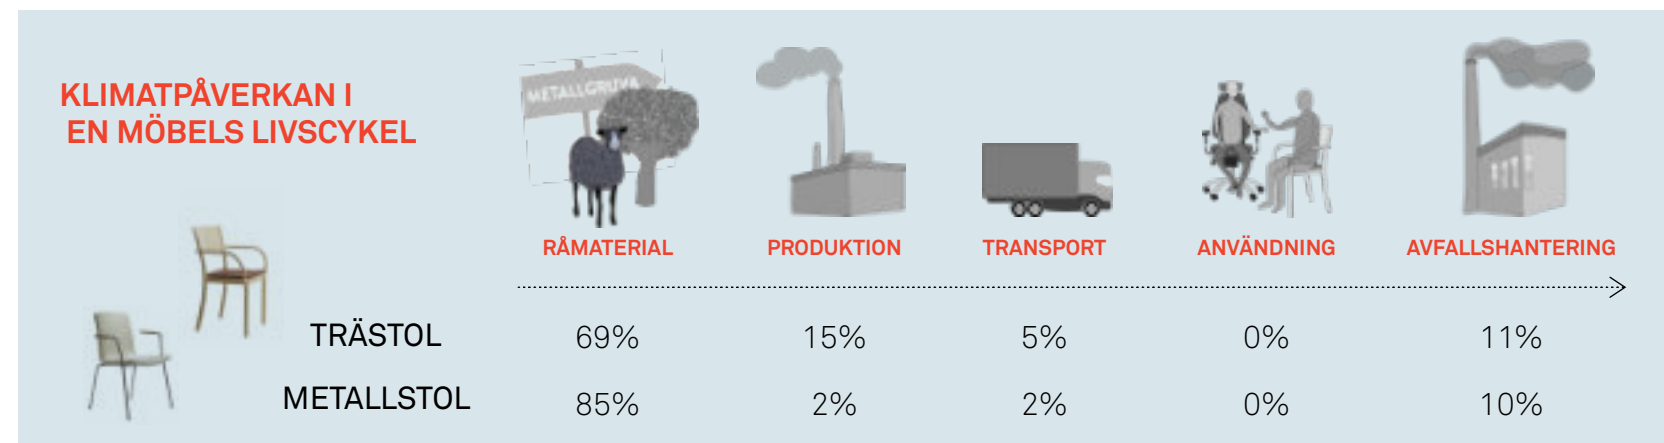 KLIMATPÅVERKAN I
EN MÖBELS LIVSCYKEL
METALLGRUVA
RÅMATERIAL PRODUKTION TRANSPORT ANVÄNDNING AVFALLSHANTERING
TRÄSTOL 69% 15% 5% 0% 11%
METALLSTOL 85% 2% 2% 0% 10%